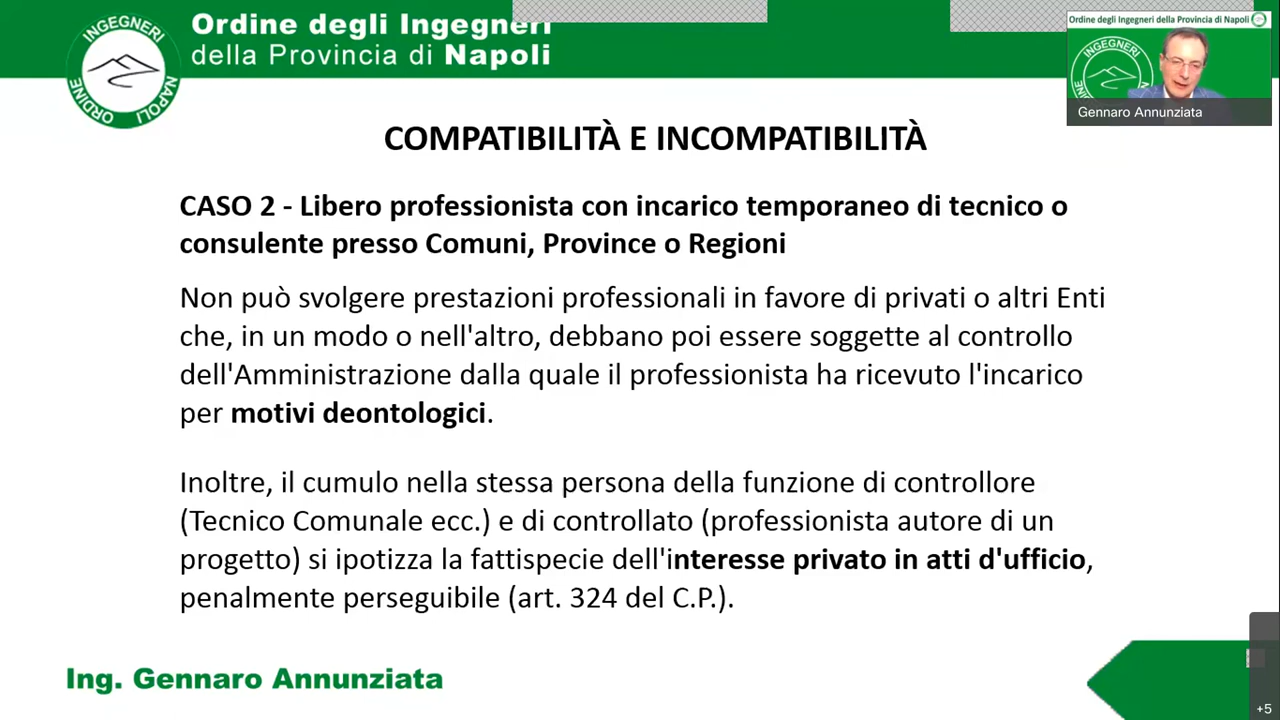 Ordine degli Ingegneri
della Provincia di Napoli
INGEGNERI
ORDINE
NAPOLI
Ordine degli Ingegneri della Provincia di Napoli
INGEGNERI
Gennaro Annunziata
COMPATIBILITÀ E INCOMPATIBILITÀ
CASO 2 - Libero professionista con incarico temporaneo di tecnico o
consulente presso Comuni, Province o Regioni
Non può svolgere prestazioni professionali in favore di privati o altri Enti
che, in un modo o nell'altro, debbano poi essere soggette al controllo
dell'Amministrazione dalla quale il professionista ha ricevuto l'incarico
per motivi deontologici.
Inoltre, il cumulo nella stessa persona della funzione di controllore
(Tecnico Comunale ecc.) e di controllato (professionista autore di un
progetto) si ipotizza la fattispecie dell'interesse privato in atti d'ufficio,
penalmente perseguibile (art. 324 del C.P.).
Ing. Gennaro Annunziata
+5